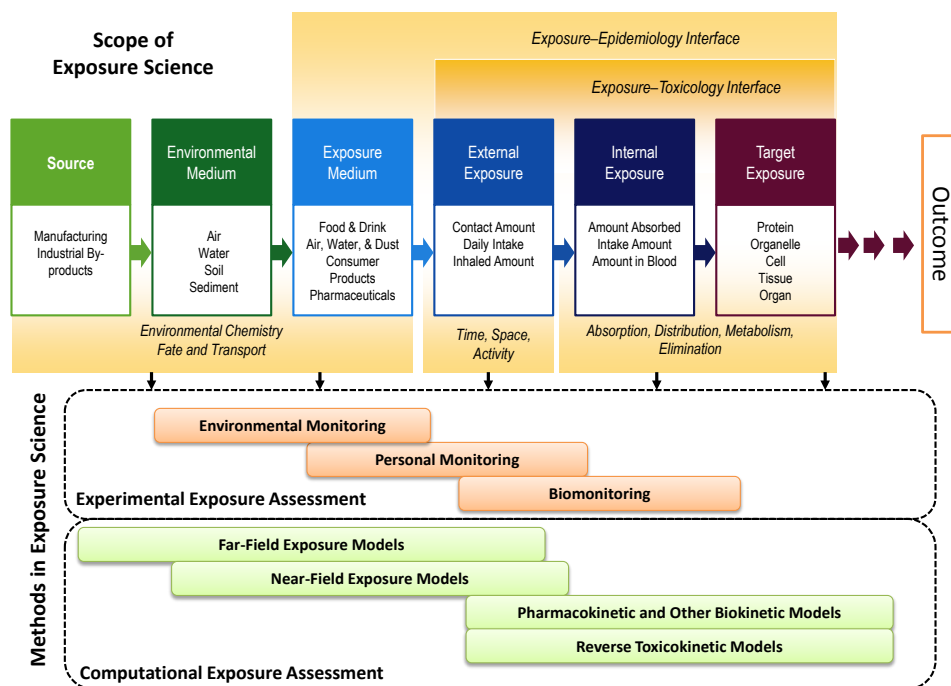 Scope of
Exposure Science
Exposure–Epidemiology Interface
Exposure–Toxicology Interface
Source
Manufacturing
Industrial By-
products
Environmental
Medium
Air
Water
Soil
Sediment
Exposure
Medium
Food & Drink
Air, Water, & Dust
Consumer
Products
Pharmaceuticals
External
Exposure
Contact Amount
Daily Intake
Inhaled Amount
Internal
Exposure
Amount Absorbed
Intake Amount
Amount in Blood
Target
Exposure
Protein
Organelle
Cell
Tissue
Organ
Outcome
Environmental Chemistry
Fate and Transport
Time, Space,
Activity
Absorption, Distribution, Metabolism,
Elimination
Methods in Exposure Science
Environmental Monitoring
Personal Monitoring
Biomonitoring
Experimental Exposure Assessment
Far-Field Exposure Models
Near-Field Exposure Models
Pharmacokinetic and Other Biokinetic Models
Reverse Toxicokinetic Models
Computational Exposure Assessment